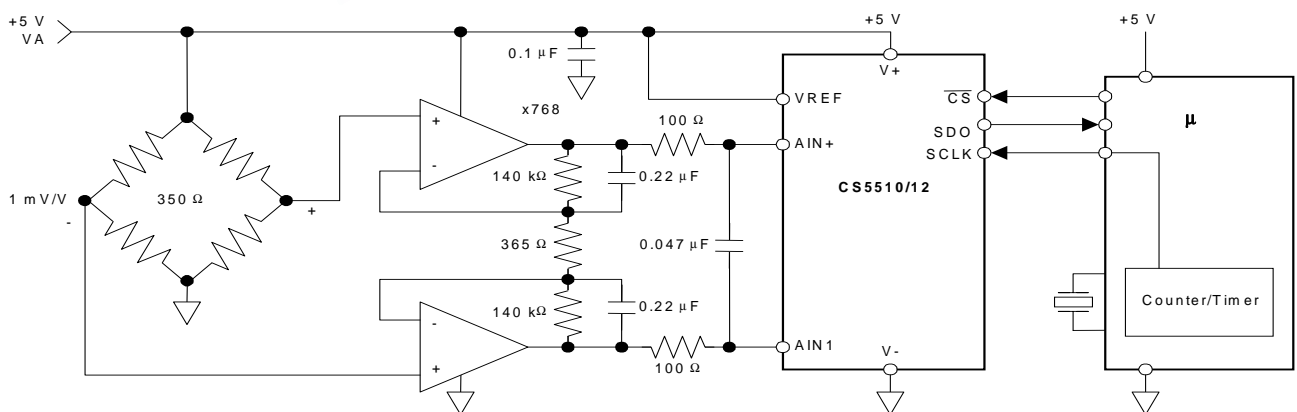 +5 V
VA
0.1 μF
x768
+
-
100 Ω
140 kΩ
0.22 μF
1 mV/V
-
350 Ω
+
365 Ω
0.047 μF
140 kΩ
0.22 μF
-
+
100 Ω
+5 V
V+
VREF
AIN+
CS5510/12
AIN1
V-
CS
SDO
SCLK
+5 V
μ
Counter/Timer